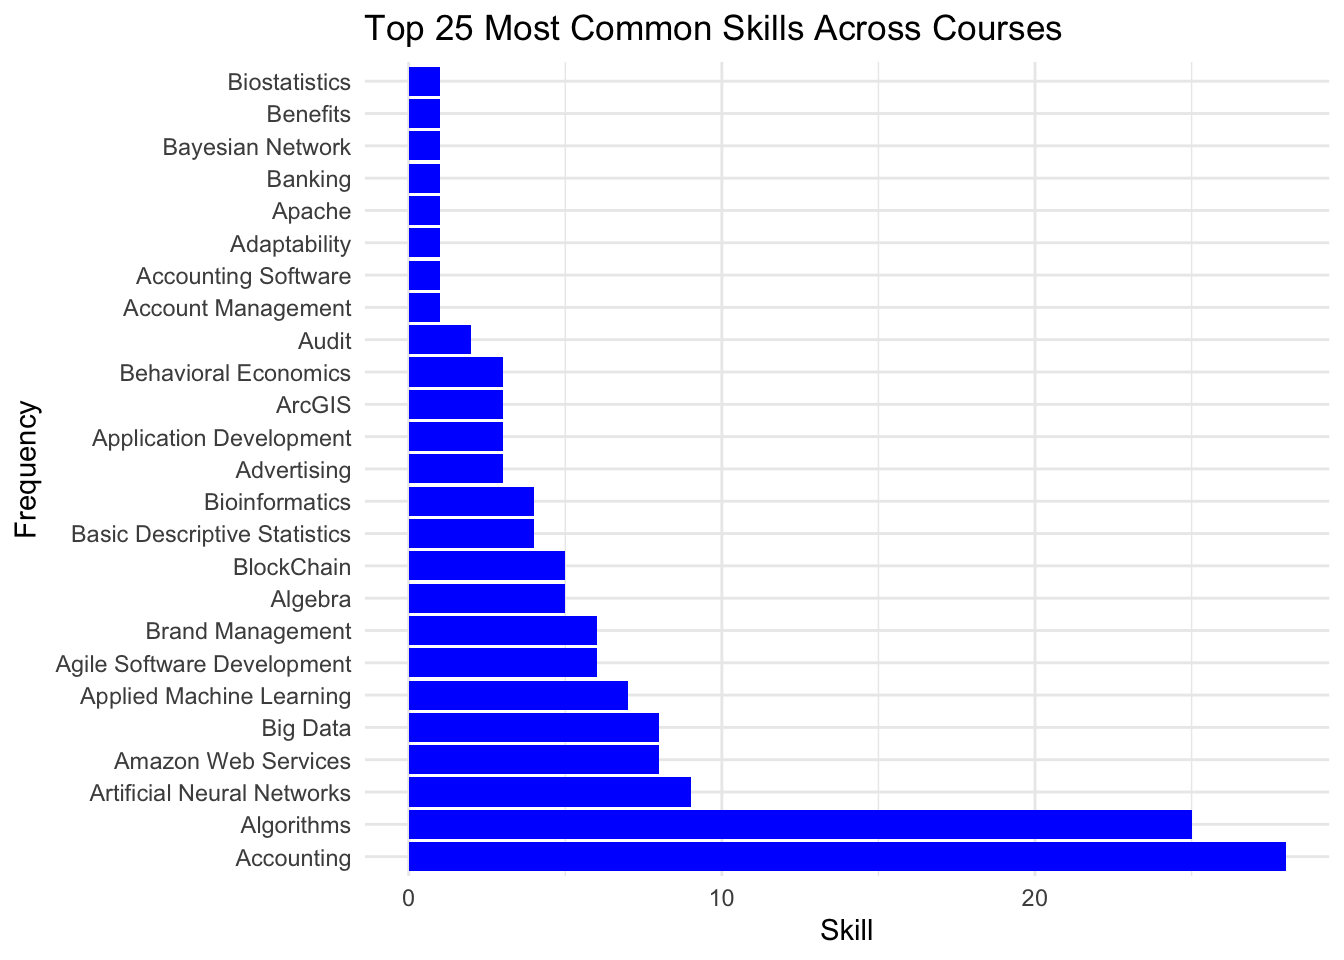 Top 25 Most Common Skills Across Courses
Biostatistics
Benefits
Bayesian Network
Banking
Apache
Adaptability
Accounting Software
Account Management
Audit
Behavioral Economics
ArcGIS
Application Development
Advertising
Bioinformatics
Basic Descriptive Statistics
BlockChain
Algebra
Brand Management
Agile Software Development
Applied Machine Learning
Big Data
Amazon Web Services
Artificial Neural Networks
Algorithms
Accounting
Frequency
0 10 20
Skill